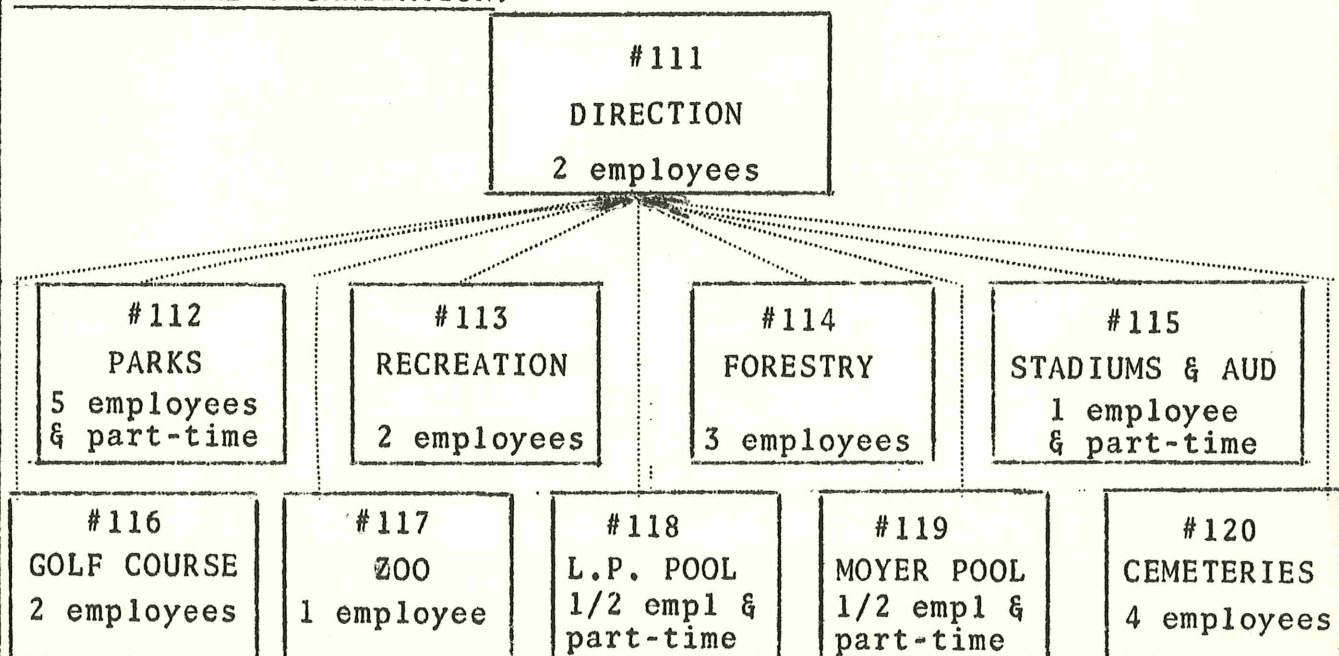 #111
DIRECTION
2 employees
#112
PARKS
5 employees
& part-time
#113
RECREATION
2 employees
#114
FORESTRY
3 employees
#115
STADIUMS & AUD
1 employee
& part-time
#116
GOLF COURSE
2 employees
#117
ZOO
1 employee
#118
L.P. POOL
1/2 empl &
part-time
#119
MOYER POOL
1/2 empl &
part-time
#120
CEMETERIES
4 employees